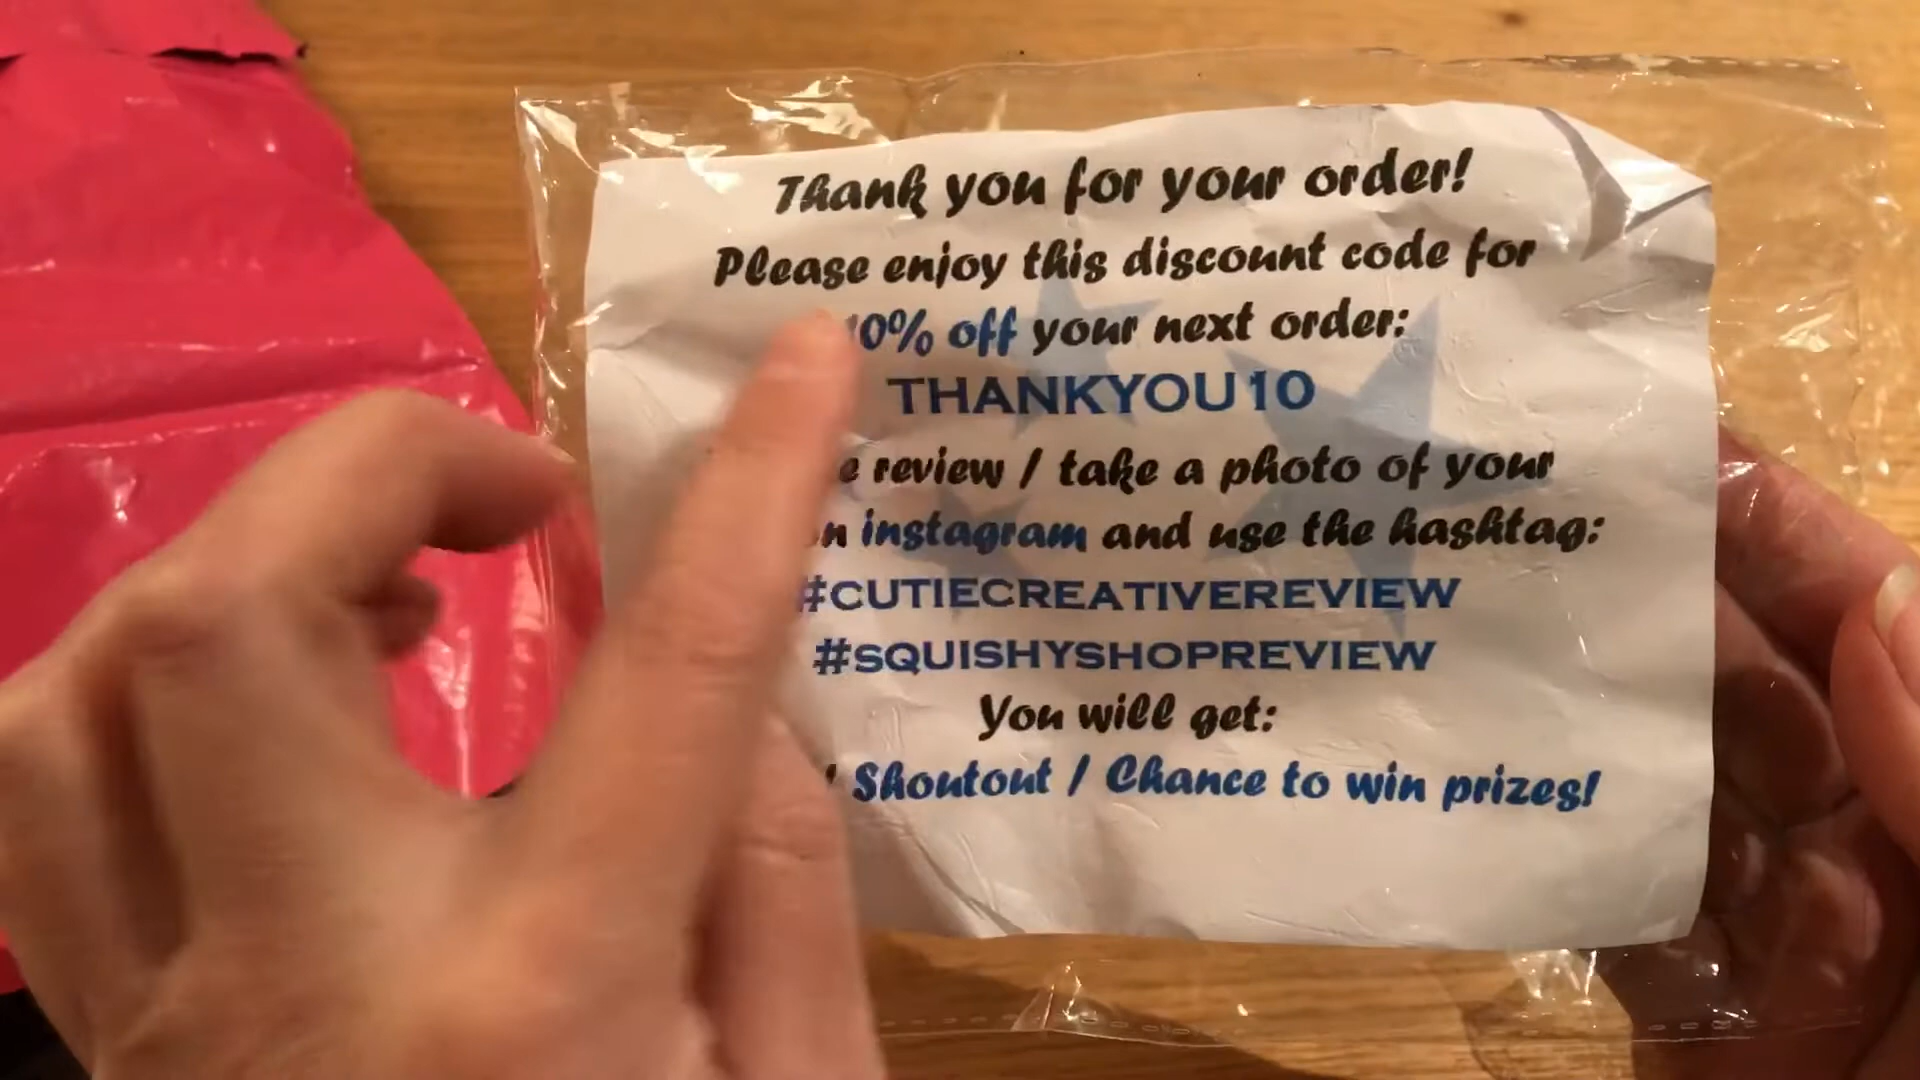 Thank you for your order!
Please enjoy this discount code for
10% off your next order:
THANKYOU10
review / take a photo of your
instagram and use the hashtag:
#CUTIECREATIVEREVIEW
#SQUISHYSHOPREVIEW
You will get:
Shoutout / Chance to win prizes!